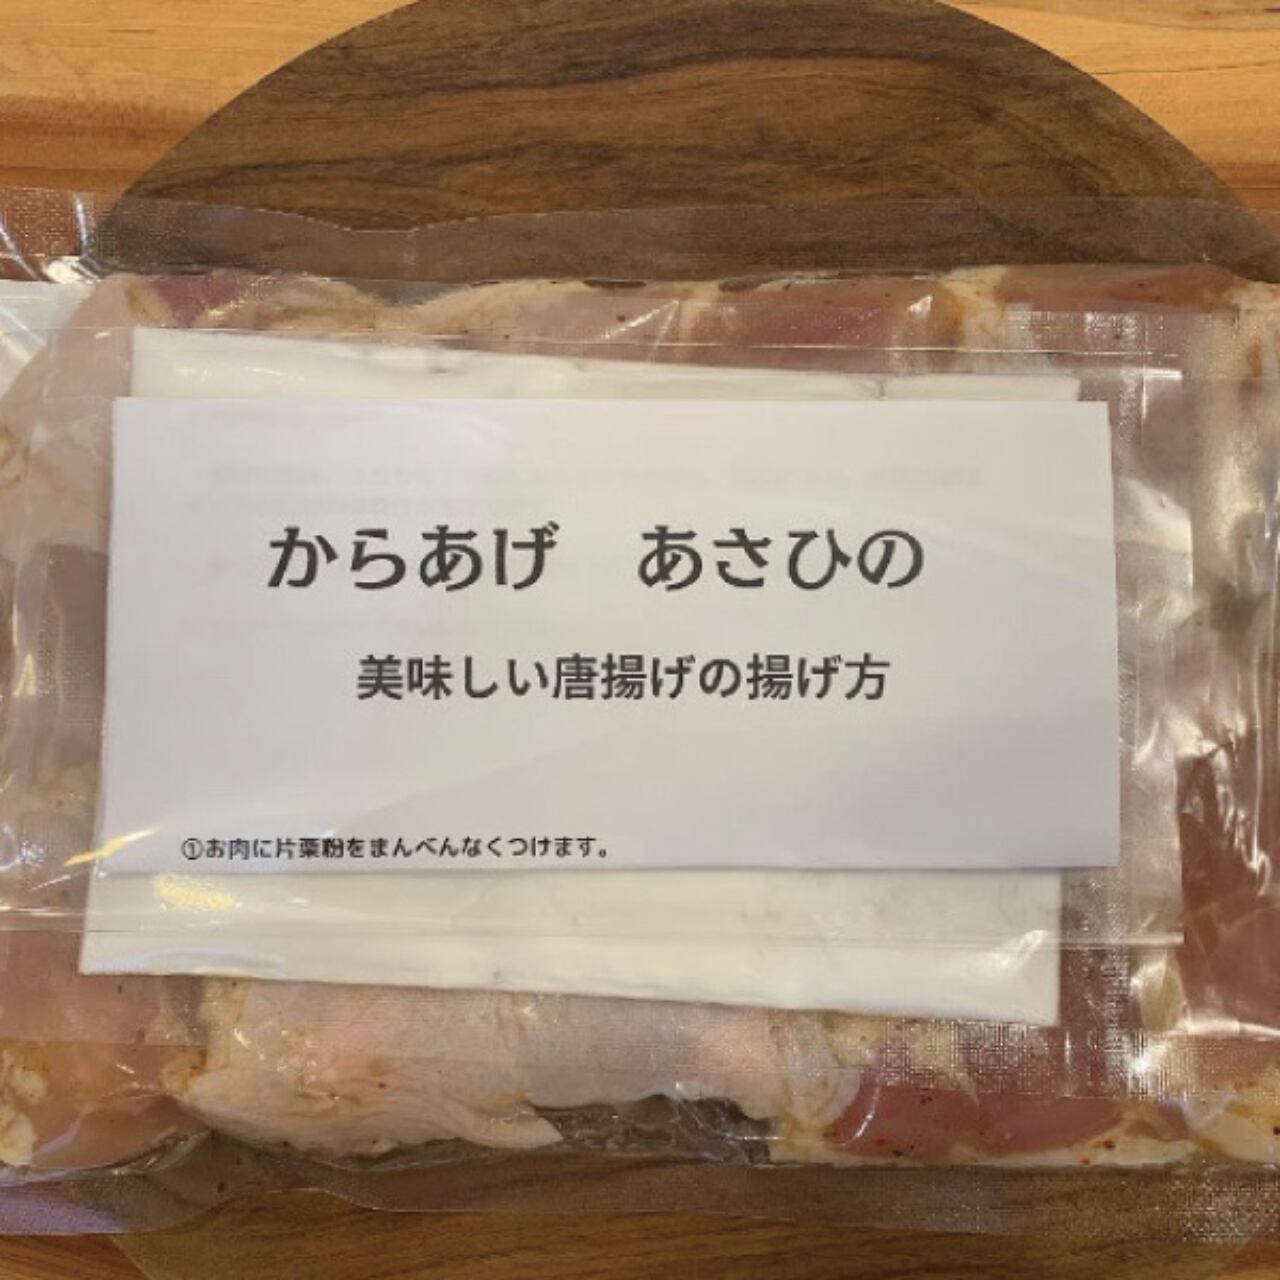 からあげ　あさひの
美味しい唐揚げの揚げ方
①お肉に片栗粉をまんべんなくつけます。